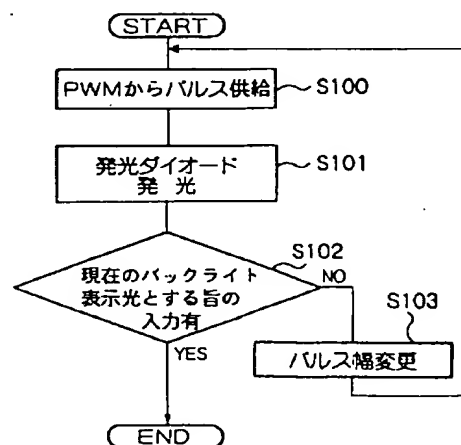 START
PWMからパルス供給
S100
発光ダイオード
発光
S101
S102
現在のバックライト
表示光とする旨の
入力有
NO
YES
S103
パルス幅変更
END